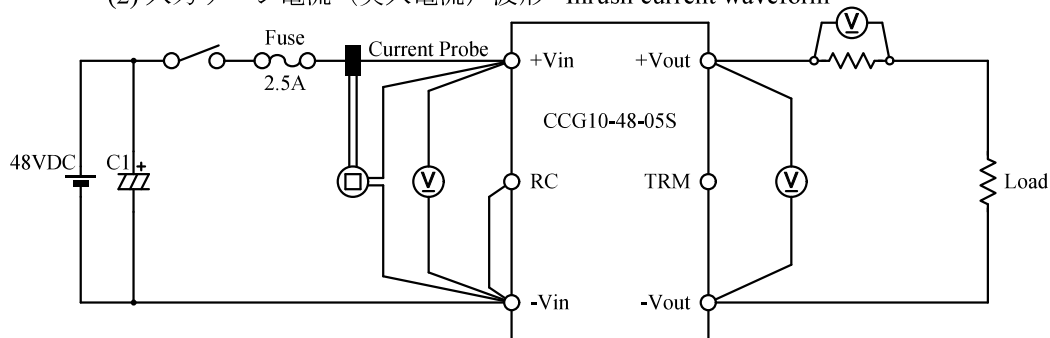 (2) 入力サージ電流（突入電流）波形 Inrush current waveform
Fuse
2.5A
Current Probe
+Vin
+Vout
V
CCG10-48-05S
48VDC
C1
+
V
RC
TRM
V
Load
-Vin
-Vout